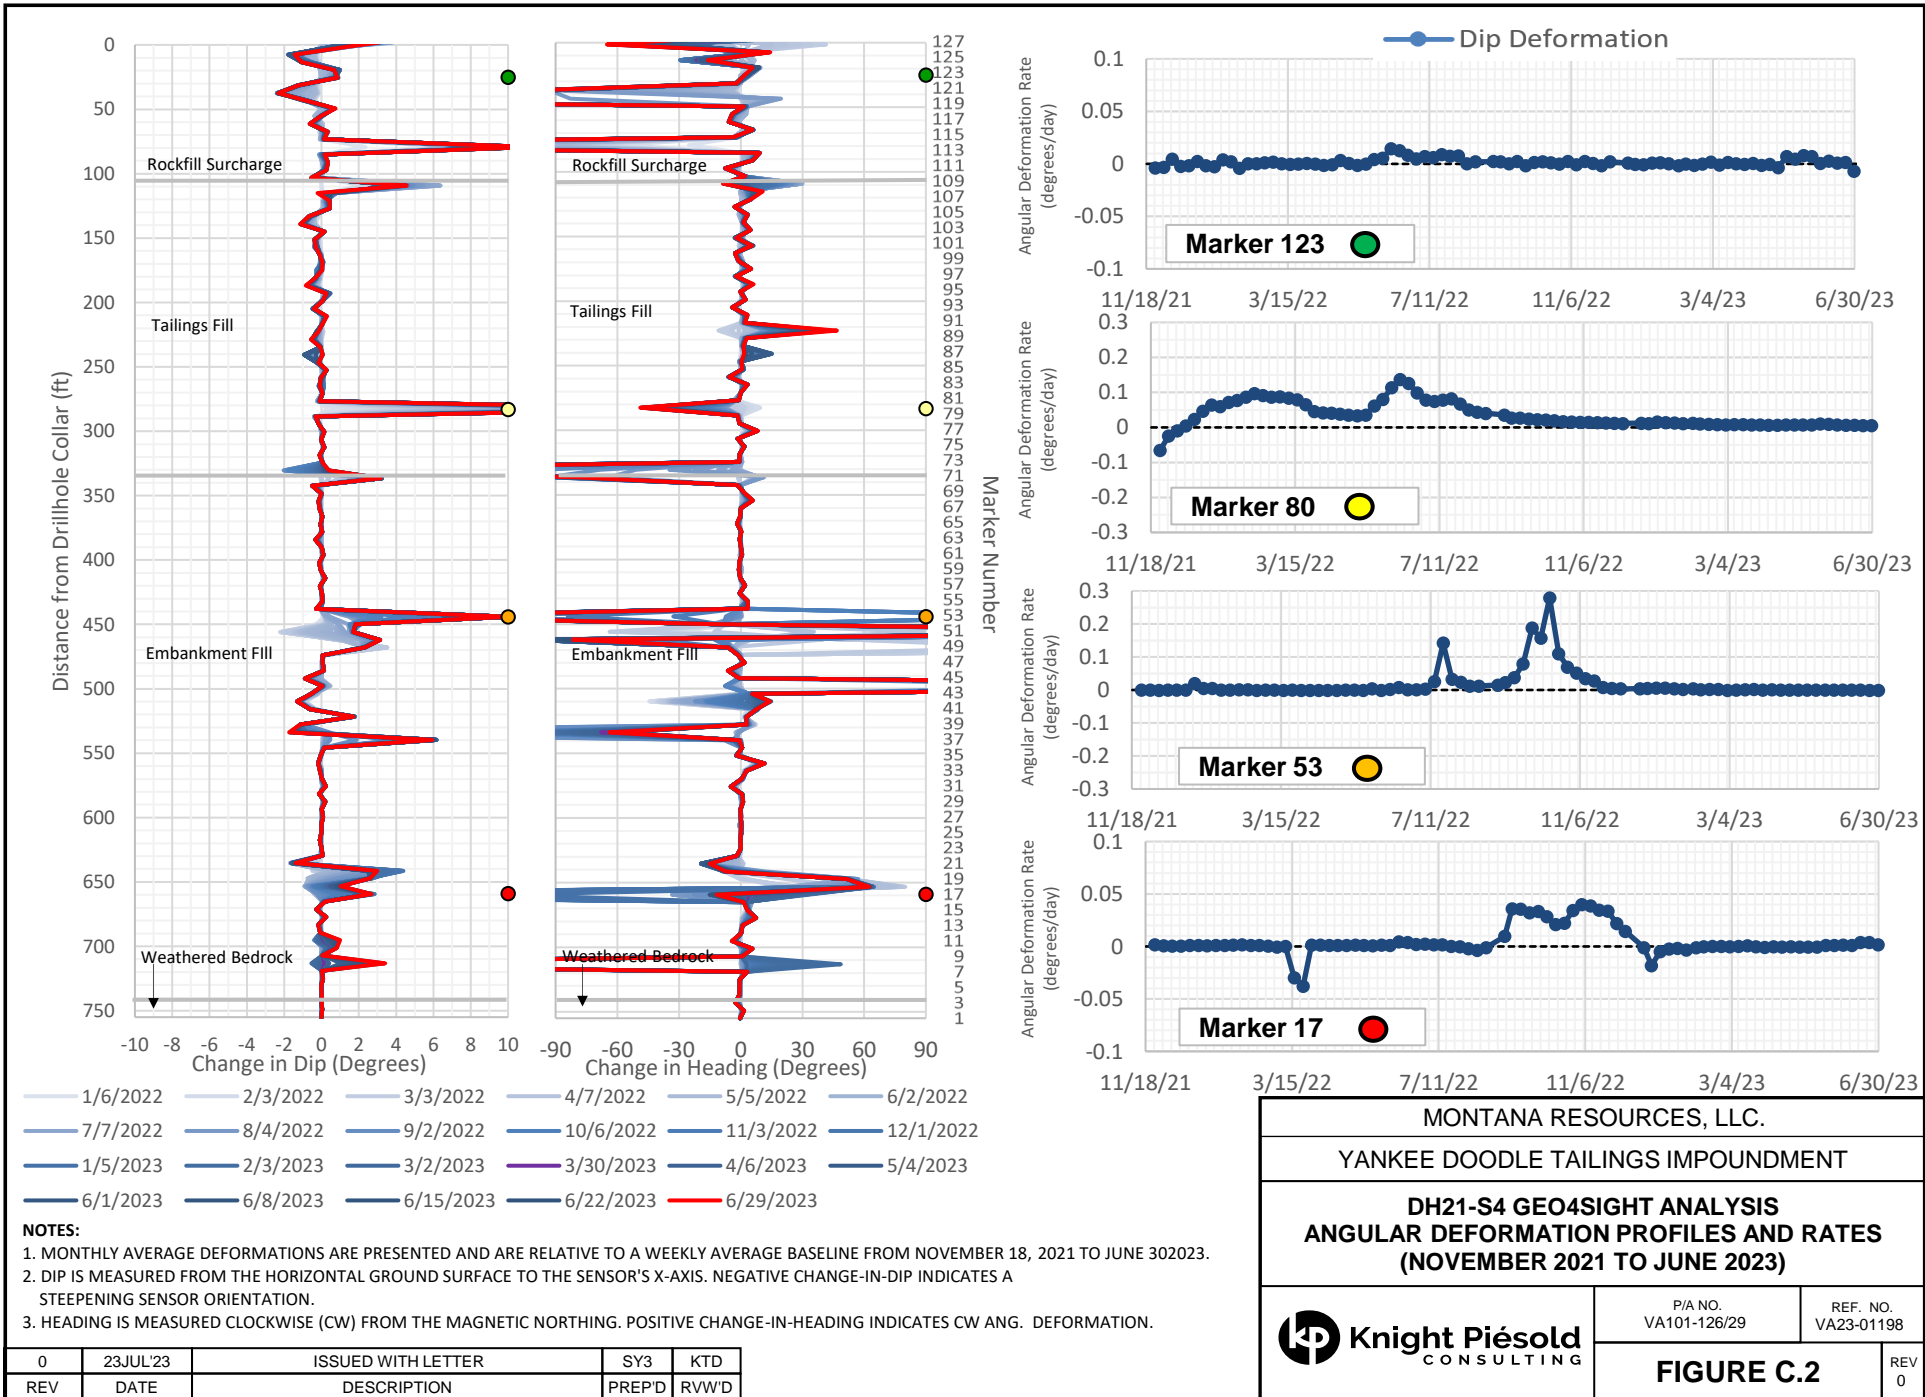 0
50
100
150
200
250
300
350
400
450
500
550
600
650
700
750
Distance from Drillhole Collar (ft)
Rockfill Surcharge
Tailings Fill
Embankment FIll
Weathered Bedrock
-10 -8 -6 -4 -2 0 2 4 6 8 10
Change in Dip (Degrees)
Rockfill Surcharge
Tailings Fill
Embankment FIll
Weathered Bedrock
-90 -60 -30 0 30 60 90
Change in Heading (Degrees)
127
125
123
121
119
117
115
113
111
109
107
105
103
101
99
97
95
93
91
89
87
85
83
81
79
77
75
73
71
69
67
65
63
61
59
57
55
53
51
49
47
45
43
41
39
37
35
33
31
29
27
25
23
21
19
17
15
13
11
9
7
5
3
1
Marker Number
Dip Deformation
Angular Deformation Rate
(degrees/day)
0.1
0.05
0
-0.05
-0.1
Marker 123
11/18/21 3/15/22 7/11/22 11/6/22 3/4/23 6/30/23
Angular Deformation Rate
(degrees/day)
0.3
0.2
0.1
0
-0.1
-0.2
-0.3
Marker 80
11/18/21 3/15/22 7/11/22 11/6/22 3/4/23 6/30/23
Angular Deformation Rate
(degrees/day)
0.3
0.2
0.1
0
-0.1
-0.2
-0.3
Marker 53
11/18/21 3/15/22 7/11/22 11/6/22 3/4/23 6/30/23
Angular Deformation Rate
(degrees/day)
0.1
0.05
0
-0.05
-0.1
Marker 17
11/18/21 3/15/22 7/11/22 11/6/22 3/4/23 6/30/23
1/6/2022 2/3/2022 3/3/2022 4/7/2022 5/5/2022 6/2/2022
7/7/2022 8/4/2022 9/2/2022 10/6/2022 11/3/2022 12/1/2022
1/5/2023 2/3/2023 3/2/2023 3/30/2023 4/6/2023 5/4/2023
6/1/2023 6/8/2023 6/15/2023 6/22/2023 6/29/2023
NOTES:
1. MONTHLY AVERAGE DEFORMATIONS ARE PRESENTED AND ARE RELATIVE TO A WEEKLY AVERAGE BASELINE FROM NOVEMBER 18, 2021 TO JUNE 302023.
2. DIP IS MEASURED FROM THE HORIZONTAL GROUND SURFACE TO THE SENSOR'S X-AXIS. NEGATIVE CHANGE-IN-DIP INDICATES A
STEEPENING SENSOR ORIENTATION.
3. HEADING IS MEASURED CLOCKWISE (CW) FROM THE MAGNETIC NORTHING. POSITIVE CHANGE-IN-HEADING INDICATES CW ANG. DEFORMATION.
0 23JUL'23 ISSUED WITH LETTER SY3 KTD
REV DATE DESCRIPTION PREP'D RVW'D
MONTANA RESOURCES, LLC.
YANKEE DOODLE TAILINGS IMPOUNDMENT
DH21-S4 GEO4SIGHT ANALYSIS
ANGULAR DEFORMATION PROFILES AND RATES
(NOVEMBER 2021 TO JUNE 2023)
kp Knight Piésold
CONSULTING
P/A NO.
VA101-126/29
REF. NO.
VA23-01198
FIGURE C.2
REV
0